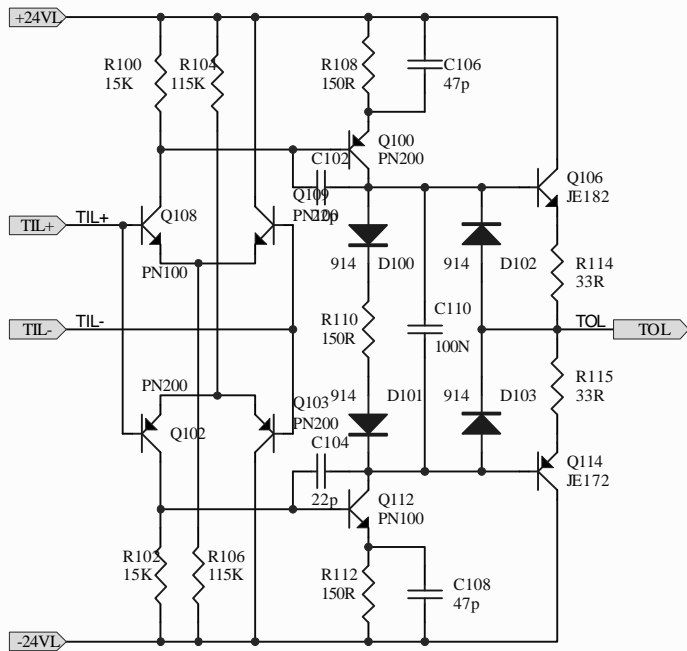 +24VL
R100
15K
R104
115K
R108
150R
C106
47p
Q100
PN200
C102
22p
Q106
JE182
TIL+
TIL+
Q108
Q109
PN200
PN100
914
D100
914
D102
R114
33R
C110
100N
R110
150R
TIL-
TIL-
TOL
TOL
PN200
Q102
Q103
PN200
914
D101
914
D103
R115
33R
C104
22p
Q112
PN100
Q114
JE172
R102
15K
R106
115K
R112
150R
C108
47p
-24VL